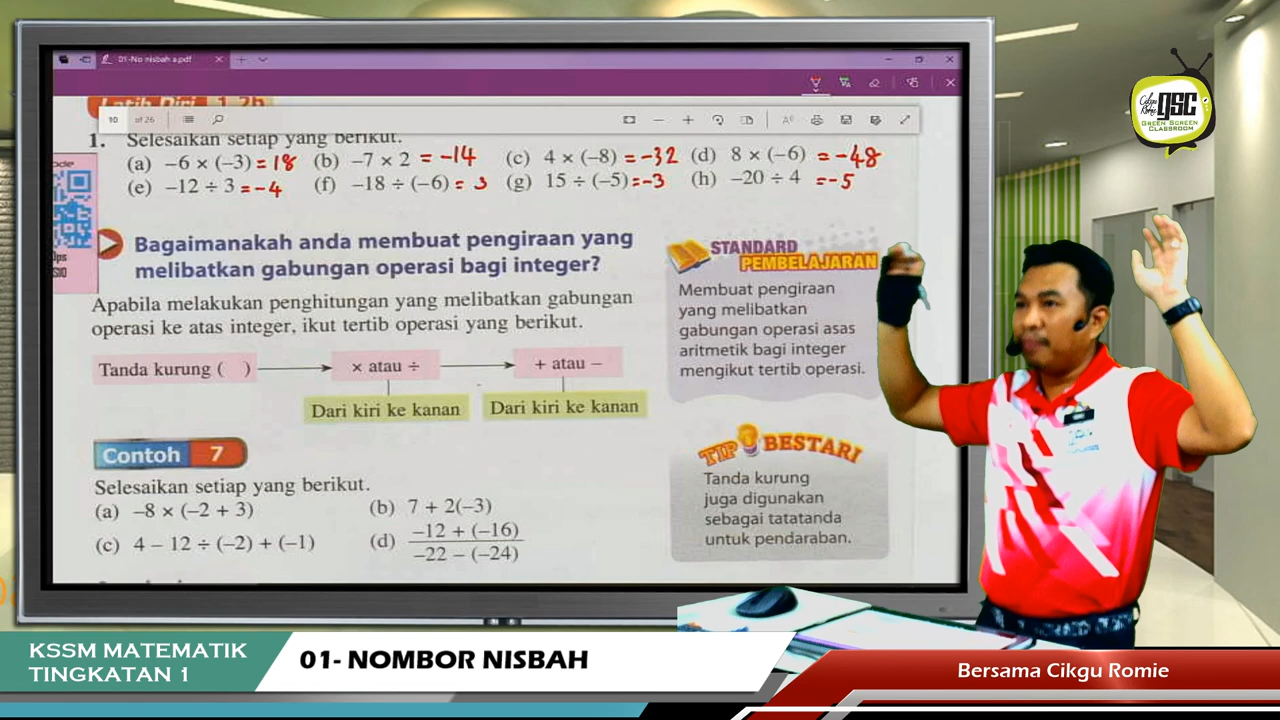 01-No nisbah a.pdf
Latih Diri 1.2b
10 of 26
1. Selesaikan setiap yang berikut.
(a) –6 × (–3) = 18 (b) –7 × 2 = -14 (c) 4 × (–8) = -32 (d) 8 × (–6) = -48
(e) –12 ÷ 3 = -4 (f) –18 ÷ (–6) = 3 (g) 15 ÷ (–5) = -3 (h) –20 ÷ 4 = -5
Bagaimanakah anda membuat pengiraan yang
melibatkan gabungan operasi bagi integer?
Apabila melakukan penghitungan yang melibatkan gabungan
operasi ke atas integer, ikut tertib operasi yang berikut.
Tanda kurung ( ) × atau ÷ + atau –
Dari kiri ke kanan Dari kiri ke kanan
Contoh 7
Selesaikan setiap yang berikut.
(a) –8 × (–2 + 3) (b) 7 + 2(–3)
(c) 4 – 12 ÷ (–2) + (–1) (d) –12 + (–16)
–22 – (–24)
STANDARD
PEMBELAJARAN
Membuat pengiraan
yang melibatkan
gabungan operasi asas
aritmetik bagi integer
mengikut tertib operasi.
TIP BESTARI
Tanda kurung
juga digunakan
sebagai tatatanda
untuk pendaraban.
Cikgu Romie GSC
GREEN SCREEN
CLASSROOM
KSSM MATEMATIK
TINGKATAN 1
01- NOMBOR NISBAH
Bersama Cikgu Romie